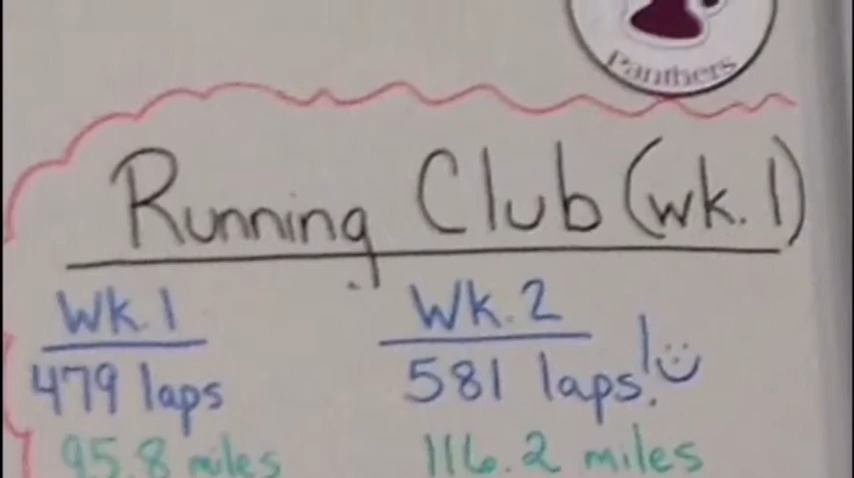 Panthers
Running Club (wk. 1)
Wk. 1 Wk. 2
479 laps 581 laps!
95.8 miles 116.2 miles